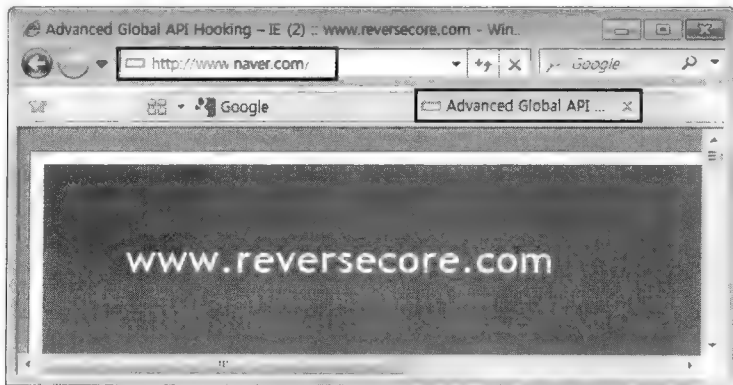 Advanced Global API Hooking – IE (2) :: www.reversecore.com - Win..
http://www.naver.com/
Google
Google
Advanced Global API ...
www.reversecore.com